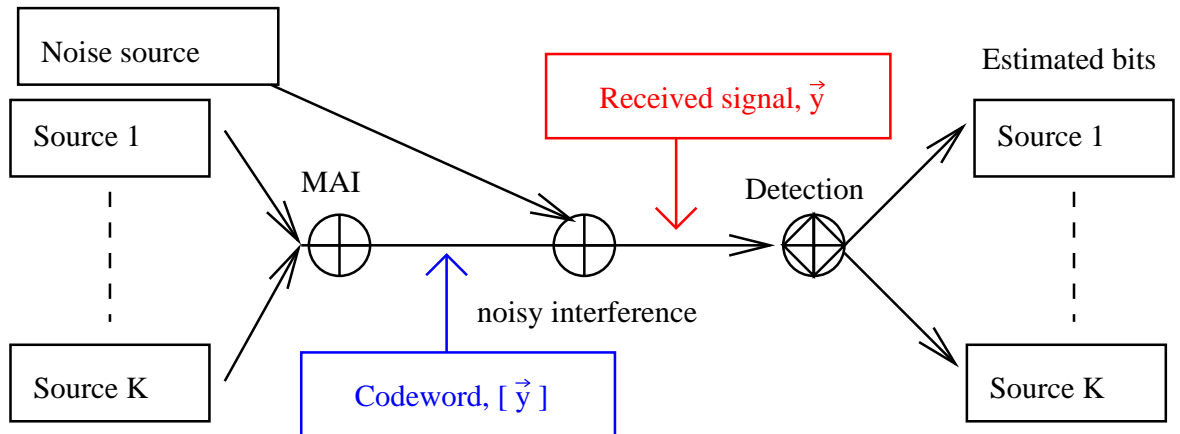 Noise source
Estimated bits
Received signal, y⃗
Source 1
Source 1
MAI
Detection
noisy interference
Source K
Codeword, [ y⃗ ]
Source K